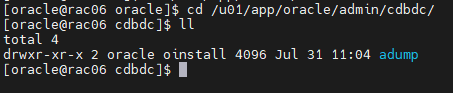 [oracle@rac06 oracle]$ cd /u01/app/oracle/admin/cdbdc/
[oracle@rac06 cdbdc]$ ll
total 4
drwxr-xr-x 2 oracle oinstall 4096 Jul 31 11:04 adump
[oracle@rac06 cdbdc]$